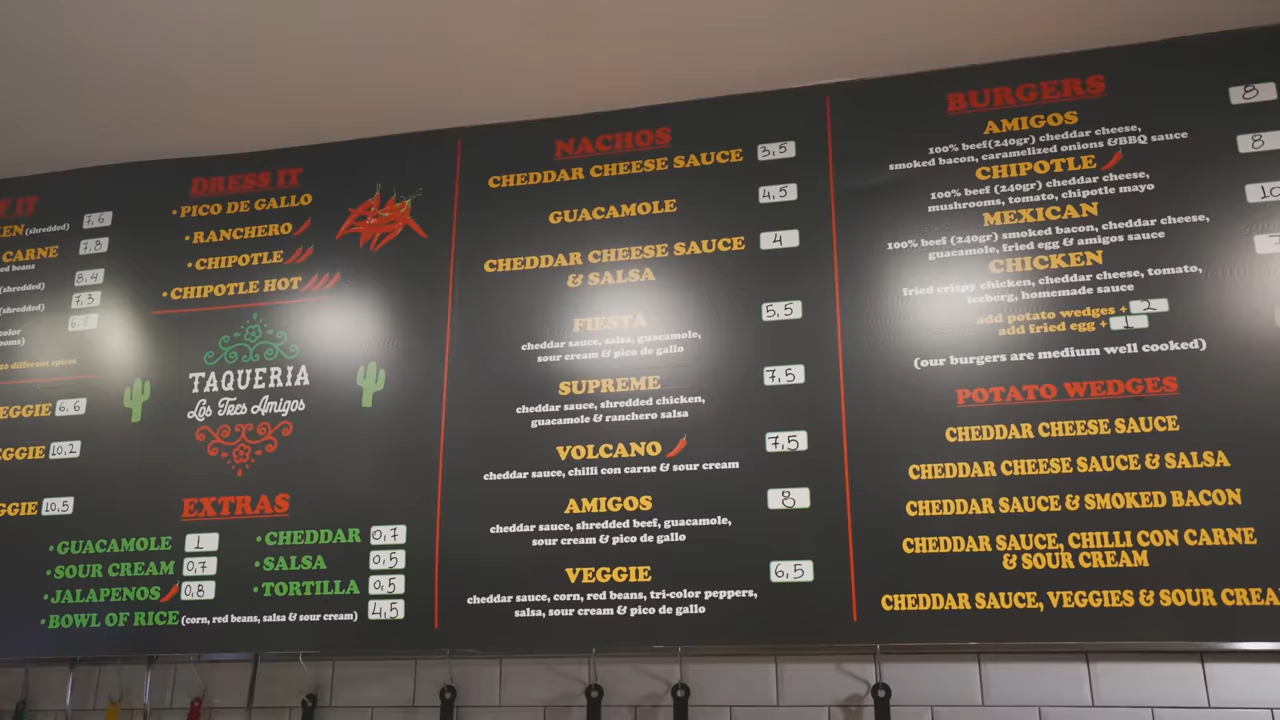 EN (shredded) 7,6
CARNE 7,8
ed beans
(shredded) 8,4
(shredded) 7,3
color
ooms)
20 different spices
EGGIE 6,6
GGIE 10,2
GGIE 10,5
DRESS IT
• PICO DE GALLO
• RANCHERO
• CHIPOTLE
• CHIPOTLE HOT
TAQUERIA
Los Tres Amigos
EXTRAS
• GUACAMOLE 1
• SOUR CREAM 0,7
• JALAPENOS 0,8
• CHEDDAR 0,7
• SALSA 0,5
• TORTILLA 0,5
• BOWL OF RICE (corn, red beans, salsa & sour cream) 4,5
NACHOS
CHEDDAR CHEESE SAUCE 3,5
GUACAMOLE 4,5
CHEDDAR CHEESE SAUCE 4
& SALSA
FIESTA 5,5
cheddar sauce, salsa, guacamole,
sour cream & pico de gallo
SUPREME 7,5
cheddar sauce, shredded chicken,
guacamole & ranchero salsa
VOLCANO 7,5
cheddar sauce, chilli con carne & sour cream
AMIGOS 8
cheddar sauce, shredded beef, guacamole,
sour cream & pico de gallo
VEGGIE 6,5
cheddar sauce, corn, red beans, tri-color peppers,
salsa, sour cream & pico de gallo
BURGERS
AMIGOS 8
100% beef(240gr) cheddar cheese,
smoked bacon, caramelized onions &BBQ sauce
CHIPOTLE 8
100% beef (240gr) cheddar cheese,
mushrooms, tomato, chipotle mayo
MEXICAN
100% beef (240gr) smoked bacon, cheddar cheese,
guacamole, fried egg & amigos sauce
CHICKEN
fried crispy chicken, cheddar cheese, tomato,
iceberg, homemade sauce
add potato wedges + 2
add fried egg + 1
(our burgers are medium well cooked)
POTATO WEDGES
CHEDDAR CHEESE SAUCE
CHEDDAR CHEESE SAUCE & SALSA
CHEDDAR SAUCE & SMOKED BACON
CHEDDAR SAUCE, CHILLI CON CARNE
& SOUR CREAM
CHEDDAR SAUCE, VEGGIES & SOUR CREA